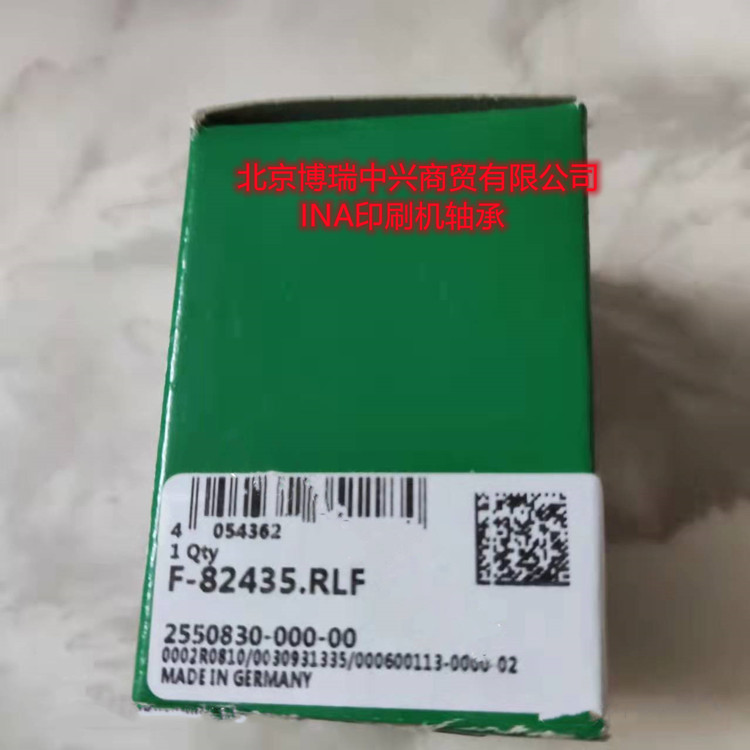 北京博瑞中兴商贸有限公司
INA印刷机轴承
4 054362
1 Qty
F-82435.RLF
2550830-000-00
0002R0810/0030931335/000600113-0000-02
MADE IN GERMANY